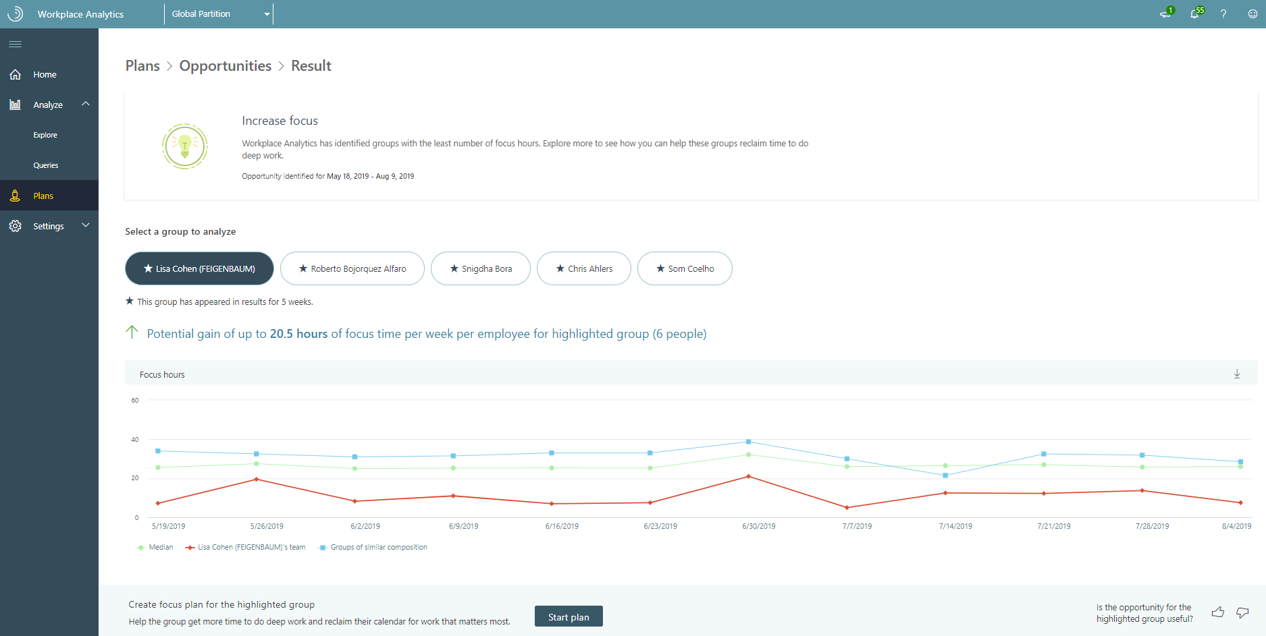 Workplace Analytics
Global Partition
1
55
?
Home
Analyze
Explore
Queries
Plans
Settings
Plans > Opportunities > Result
Increase focus
Workplace Analytics has identified groups with the least number of focus hours. Explore more to see how you can help these groups reclaim time to do
deep work.
Opportunity identified for May 18, 2019 - Aug 9, 2019
Select a group to analyze
★ Lisa Cohen (FEIGENBAUM)
★ Roberto Bojorquez Alfaro
★ Snigdha Bora
★ Chris Ahlers
★ Som Coelho
★ This group has appeared in results for 5 weeks.
Potential gain of up to 20.5 hours of focus time per week per employee for highlighted group (6 people)
Focus hours
60
40
20
0
5/19/2019 5/26/2019 6/2/2019 6/9/2019 6/16/2019 6/23/2019 6/30/2019 7/7/2019 7/14/2019 7/21/2019 7/28/2019 8/4/2019
Median Lisa Cohen (FEIGENBAUM)'s team Groups of similar composition
Create focus plan for the highlighted group
Help the group get more time to do deep work and reclaim their calendar for work that matters most.
Start plan
Is the opportunity for the
highlighted group useful?